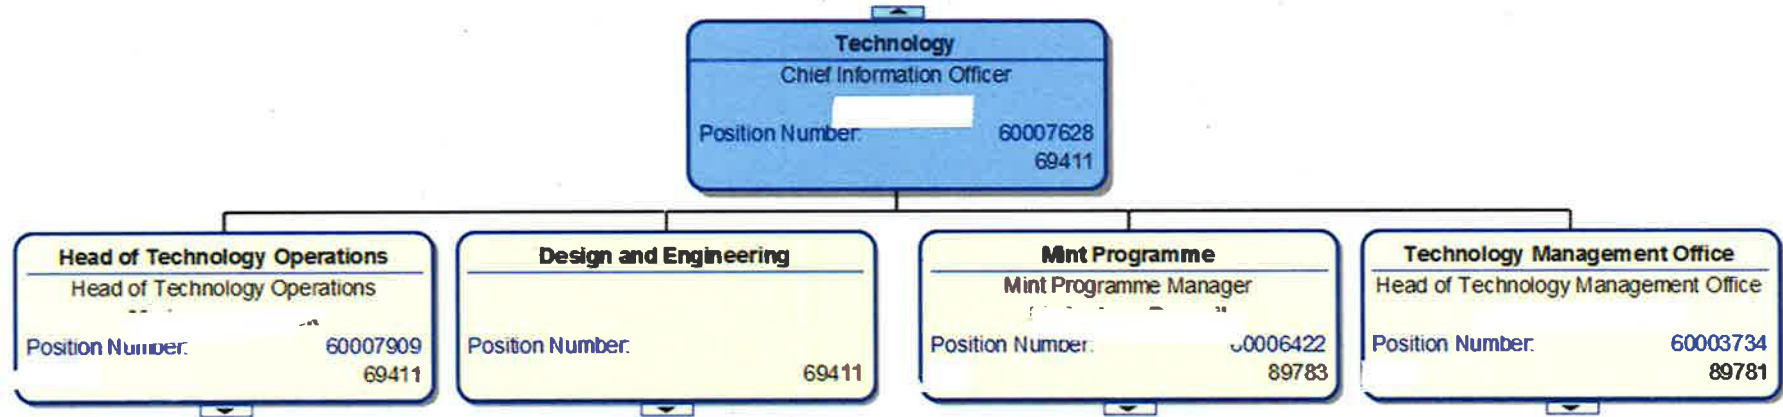 Technology
Chief Information Officer
Position Number: 60007628
69411
Head of Technology Operations
Head of Technology Operations
Position Number: 60007909
69411
Design and Engineering
Position Number:
69411
Mint Programme
Mint Programme Manager
Position Number: 0006422
89783
Technology Management Office
Head of Technology Management Office
Position Number: 60003734
89781